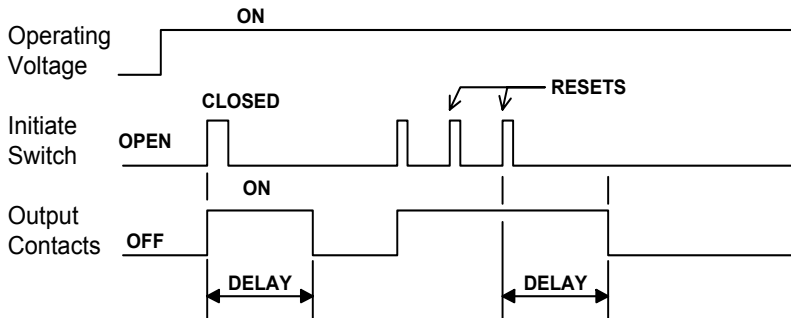 ON
Operating
Voltage
RESETS
CLOSED
Initiate
Switch
OPEN
ON
Output
Contacts
OFF
DELAY
DELAY